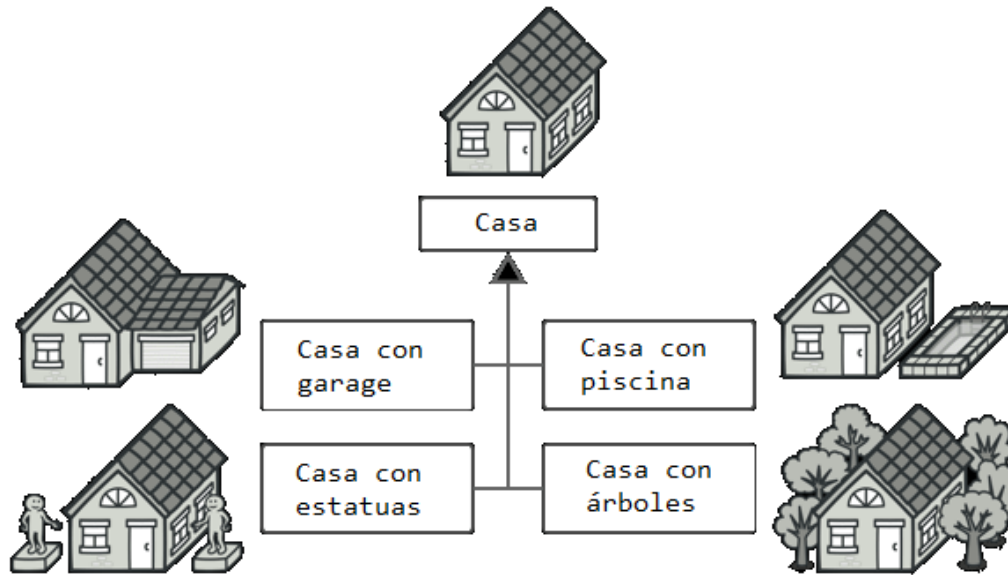 Casa
Casa con
garage
Casa con
piscina
Casa con
estatuas
Casa con
árboles